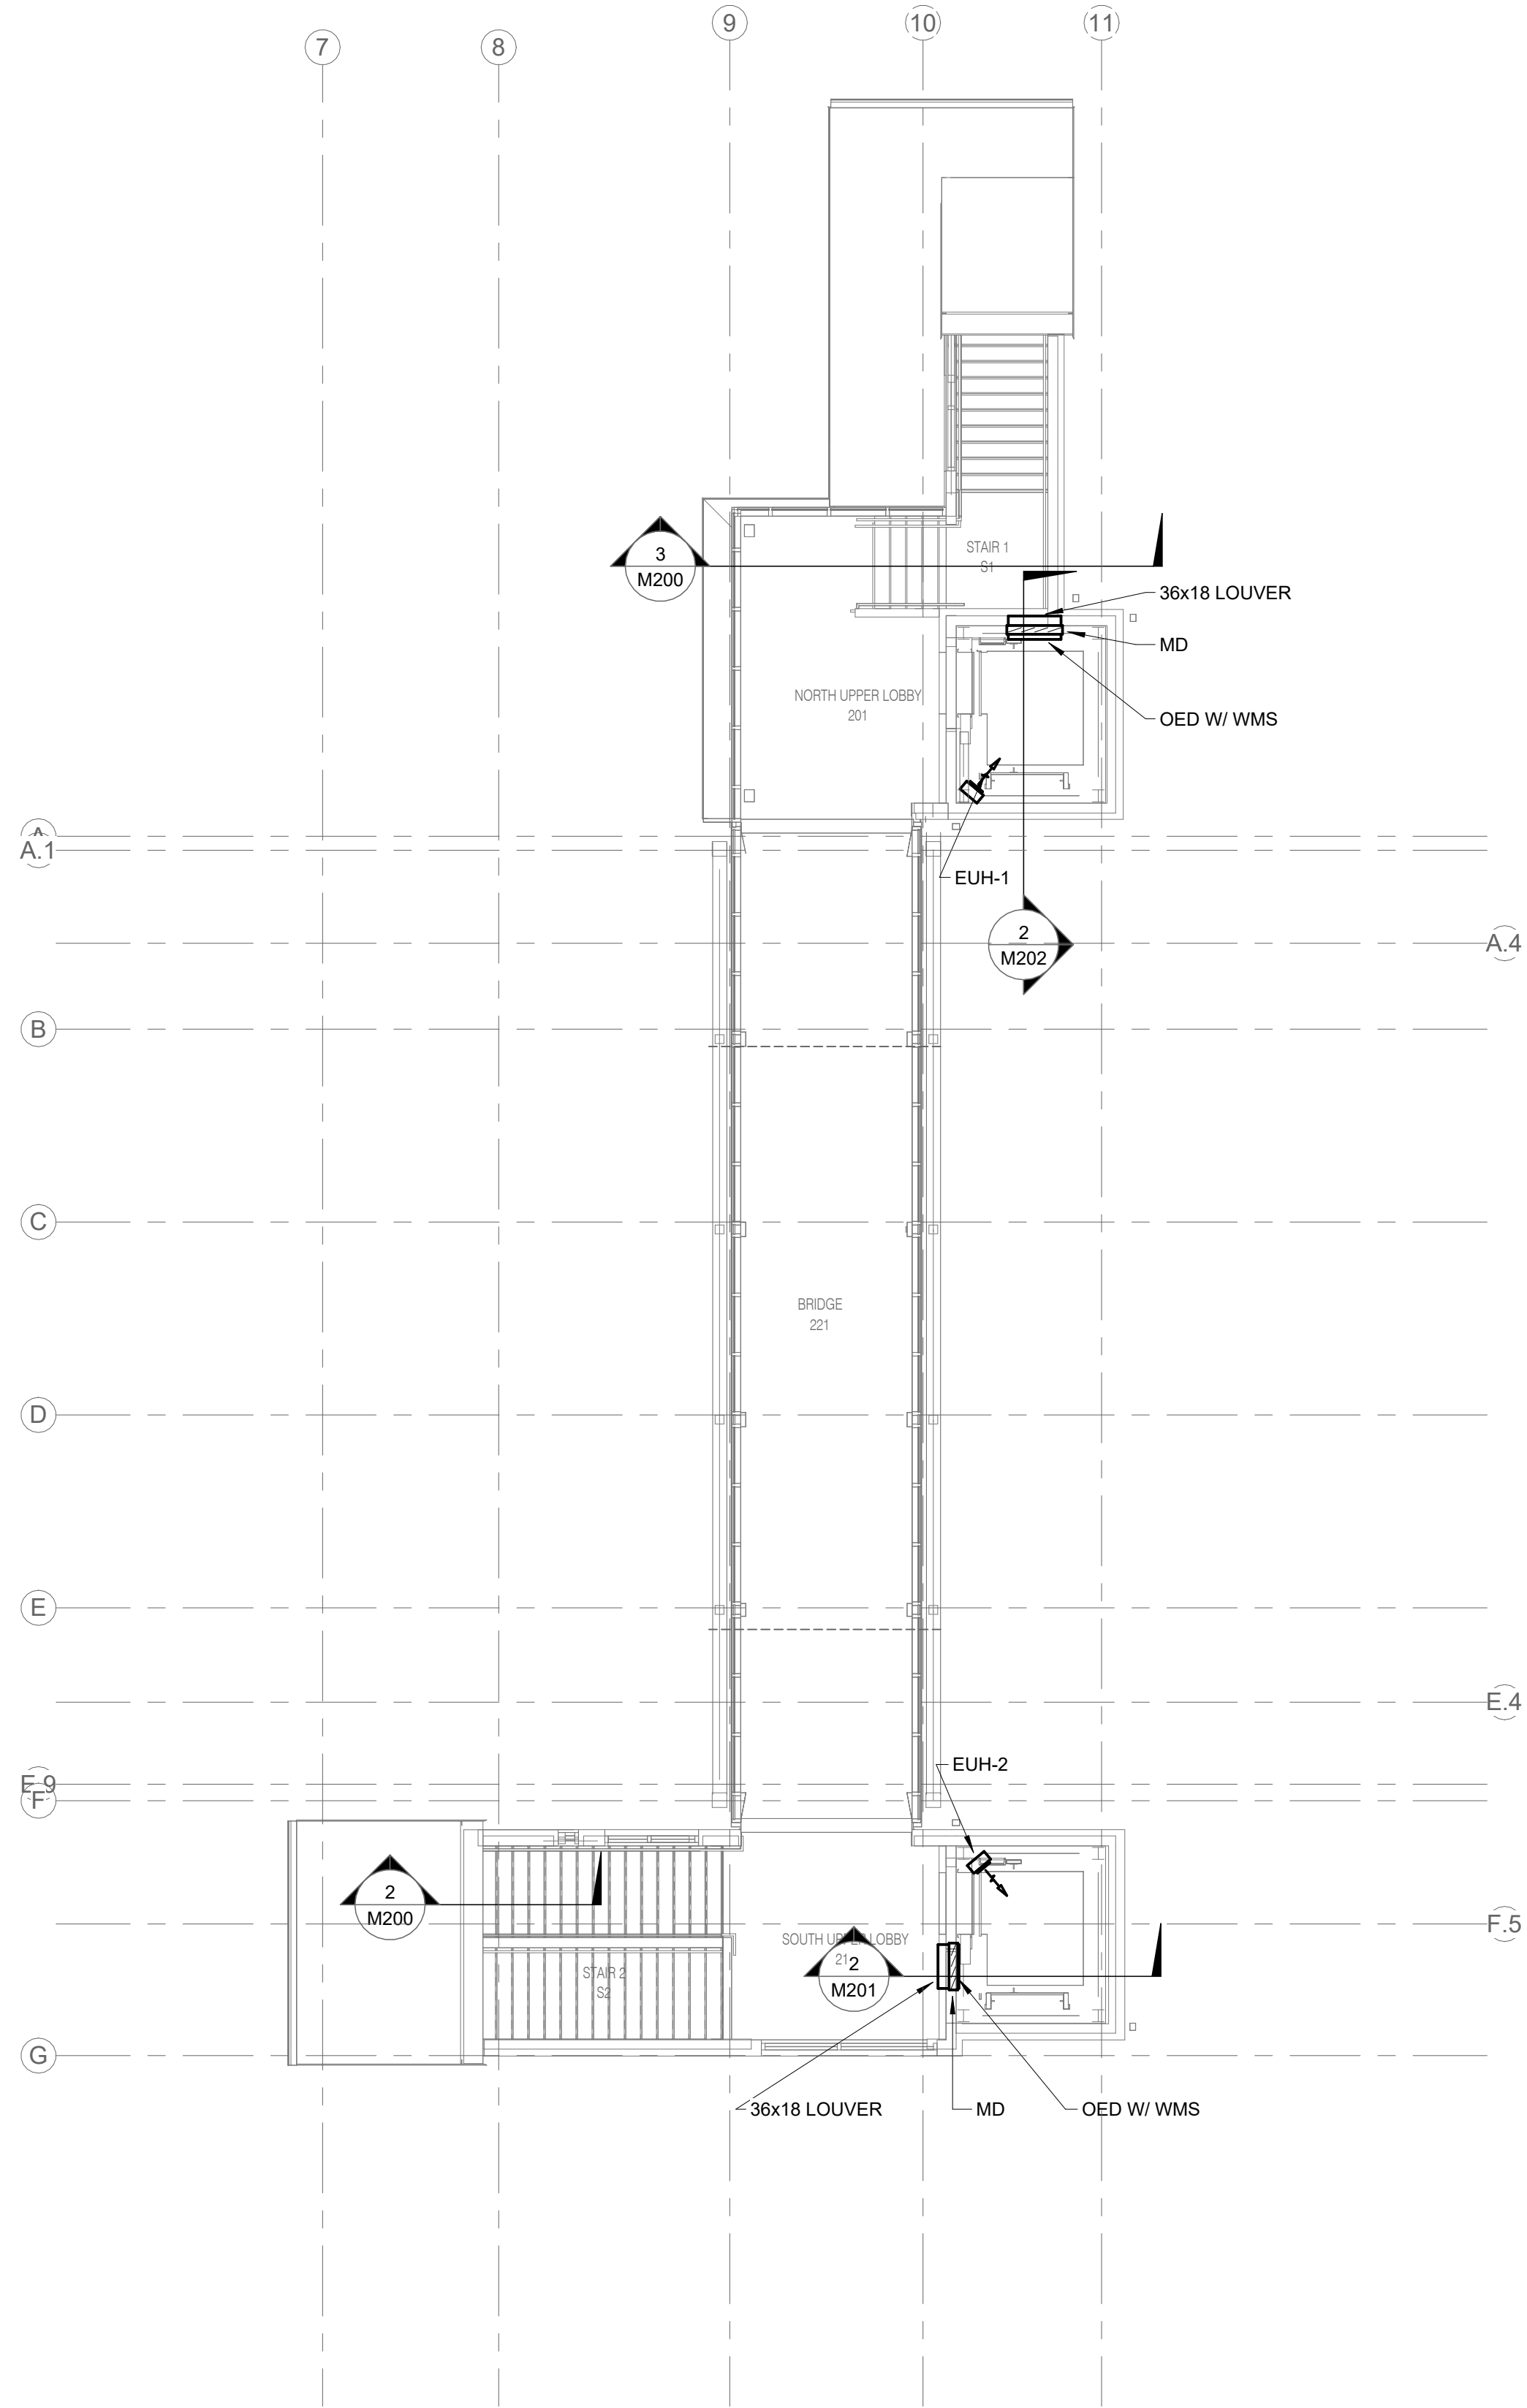 7
8
9
10
11
3
M200
STAIR 1
S1
36x18 LOUVER
MD
NORTH UPPER LOBBY
201
OED W/ WMS
A
A.1
EUH-1
2
M202
A.4
B
C
BRIDGE
221
D
E
E.4
EUH-2
E.9
F
2
M200
F.5
SOUTH UPPER LOBBY
2
M201
STAIR 2
S2
G
36x18 LOUVER
MD
OED W/ WMS